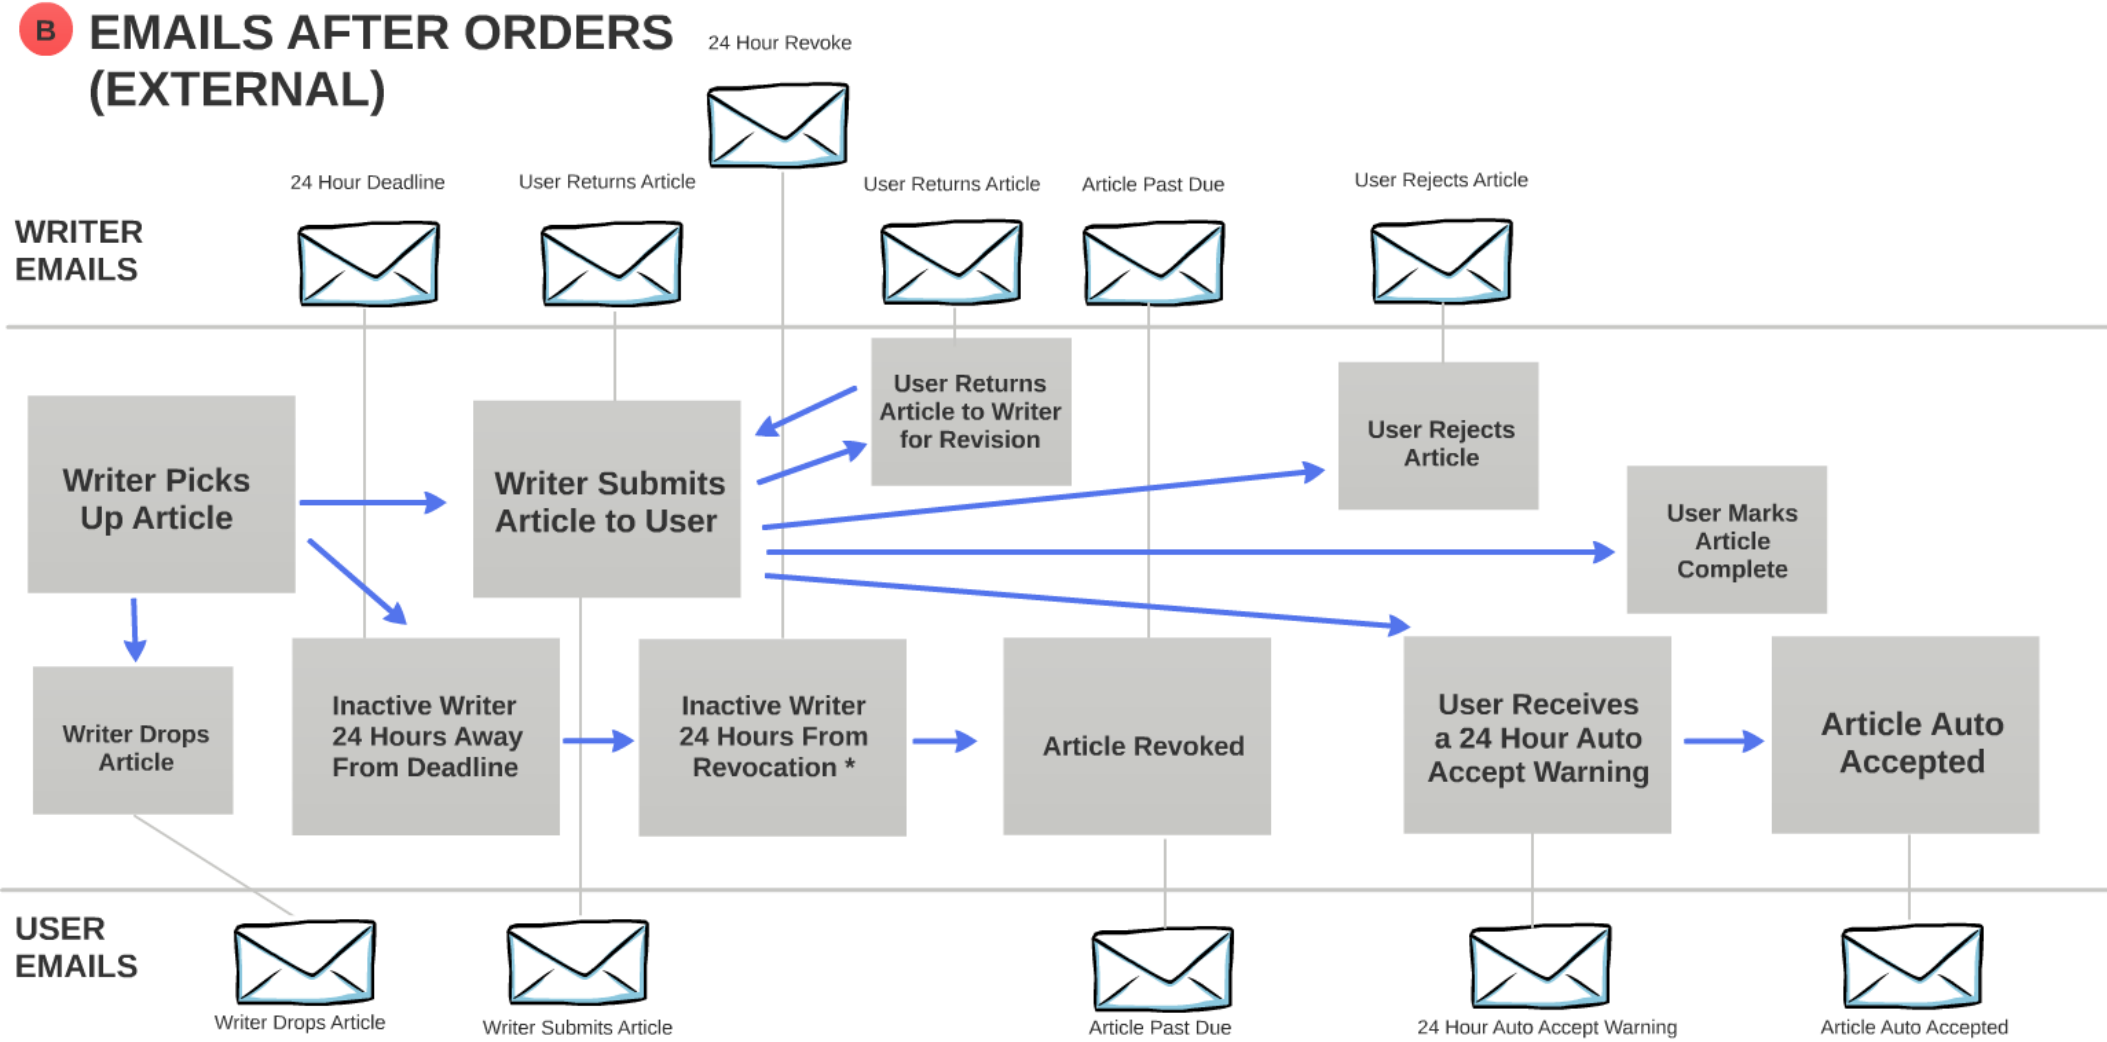 B EMAILS AFTER ORDERS
(EXTERNAL)
24 Hour Revoke
24 Hour Deadline
User Returns Article
User Returns Article
Article Past Due
User Rejects Article
WRITER
EMAILS
Writer Picks
Up Article
Writer Submits
Article to User
User Returns
Article to Writer
for Revision
User Rejects
Article
User Marks
Article
Complete
Writer Drops
Article
Inactive Writer
24 Hours Away
From Deadline
Inactive Writer
24 Hours From
Revocation *
Article Revoked
User Receives
a 24 Hour Auto
Accept Warning
Article Auto
Accepted
USER
EMAILS
Writer Drops Article
Writer Submits Article
Article Past Due
24 Hour Auto Accept Warning
Article Auto Accepted